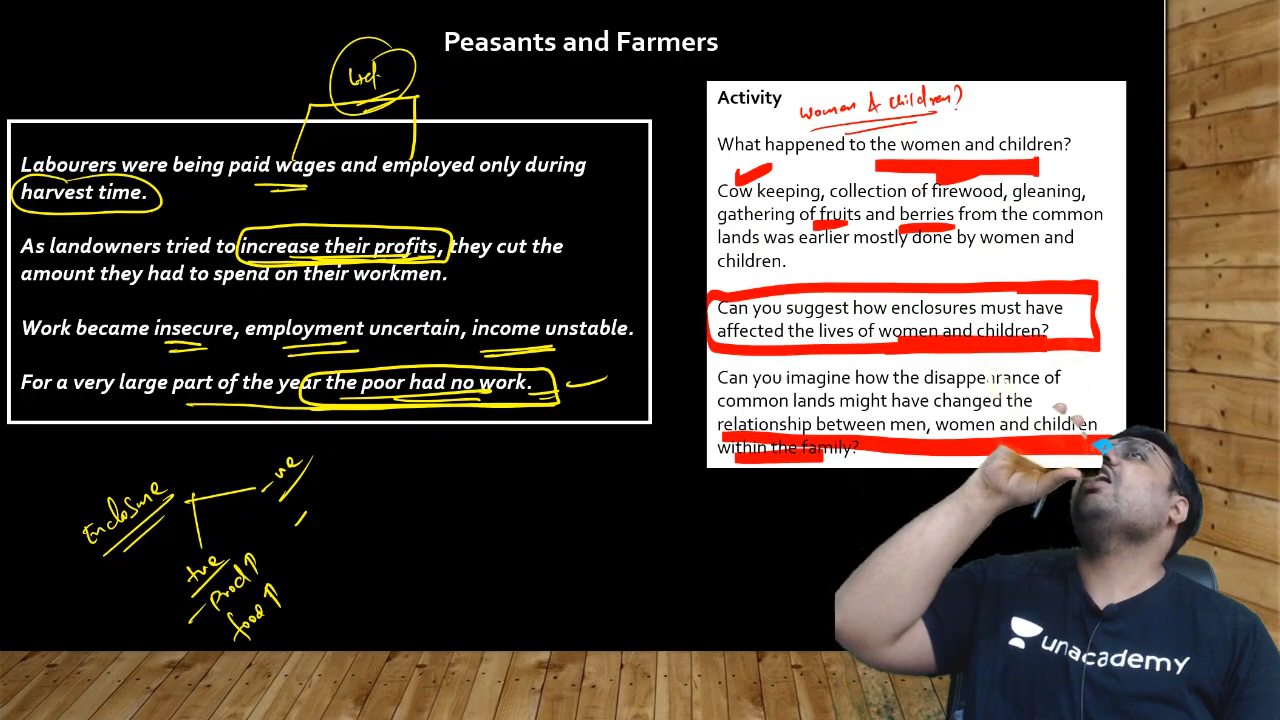 Peasants and Farmers
Labourers were being paid wages and employed only during
harvest time.
As landowners tried to increase their profits, they cut the
amount they had to spend on their workmen.
Work became insecure, employment uncertain, income unstable.
For a very large part of the year the poor had no work.
Enclosure
-ve
+ve
- Prod↑
food↑
Activity
women & children?
What happened to the women and children?
Cow keeping, collection of firewood, gleaning,
gathering of fruits and berries from the common
lands was earlier mostly done by women and
children.
Can you suggest how enclosures must have
affected the lives of women and children?
Can you imagine how the disappearance of
common lands might have changed the
relationship between men, women and children
within the family?
unacademy